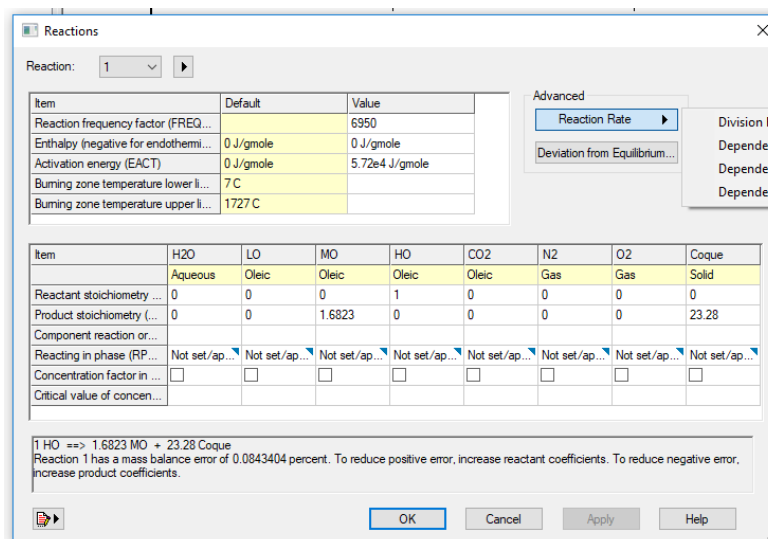 Reactions
Reaction: 1
Item Default Value
Reaction frequency factor (FREQ... 6950
Enthalpy (negative for endothermi... 0 J/gmole 0 J/gmole
Activation energy (EACT) 0 J/gmole 5.72e4 J/gmole
Burning zone temperature lower li... 7 C
Burning zone temperature upper li... 1727 C
Advanced
Reaction Rate
Deviation from Equilibrium...
Division
Depende
Depende
Depende
Item H2O LO MO HO CO2 N2 O2 Coque
Aqueous Oleic Oleic Oleic Oleic Gas Gas Solid
Reactant stoichiometry ... 0 0 0 1 0 0 0 0
Product stoichiometry (... 0 0 1.6823 0 0 0 0 23.28
Component reaction or...
Reacting in phase (RP... Not set/ap... Not set/ap... Not set/ap... Not set/ap... Not set/ap... Not set/ap... Not set/ap... Not set/ap...
Concentration factor in ...
Critical value of concen...
1 HO ==> 1.6823 MO + 23.28 Coque
Reaction 1 has a mass balance error of 0.0843404 percent. To reduce positive error, increase reactant coefficients. To reduce negative error,
increase product coefficients.
OK Cancel Apply Help